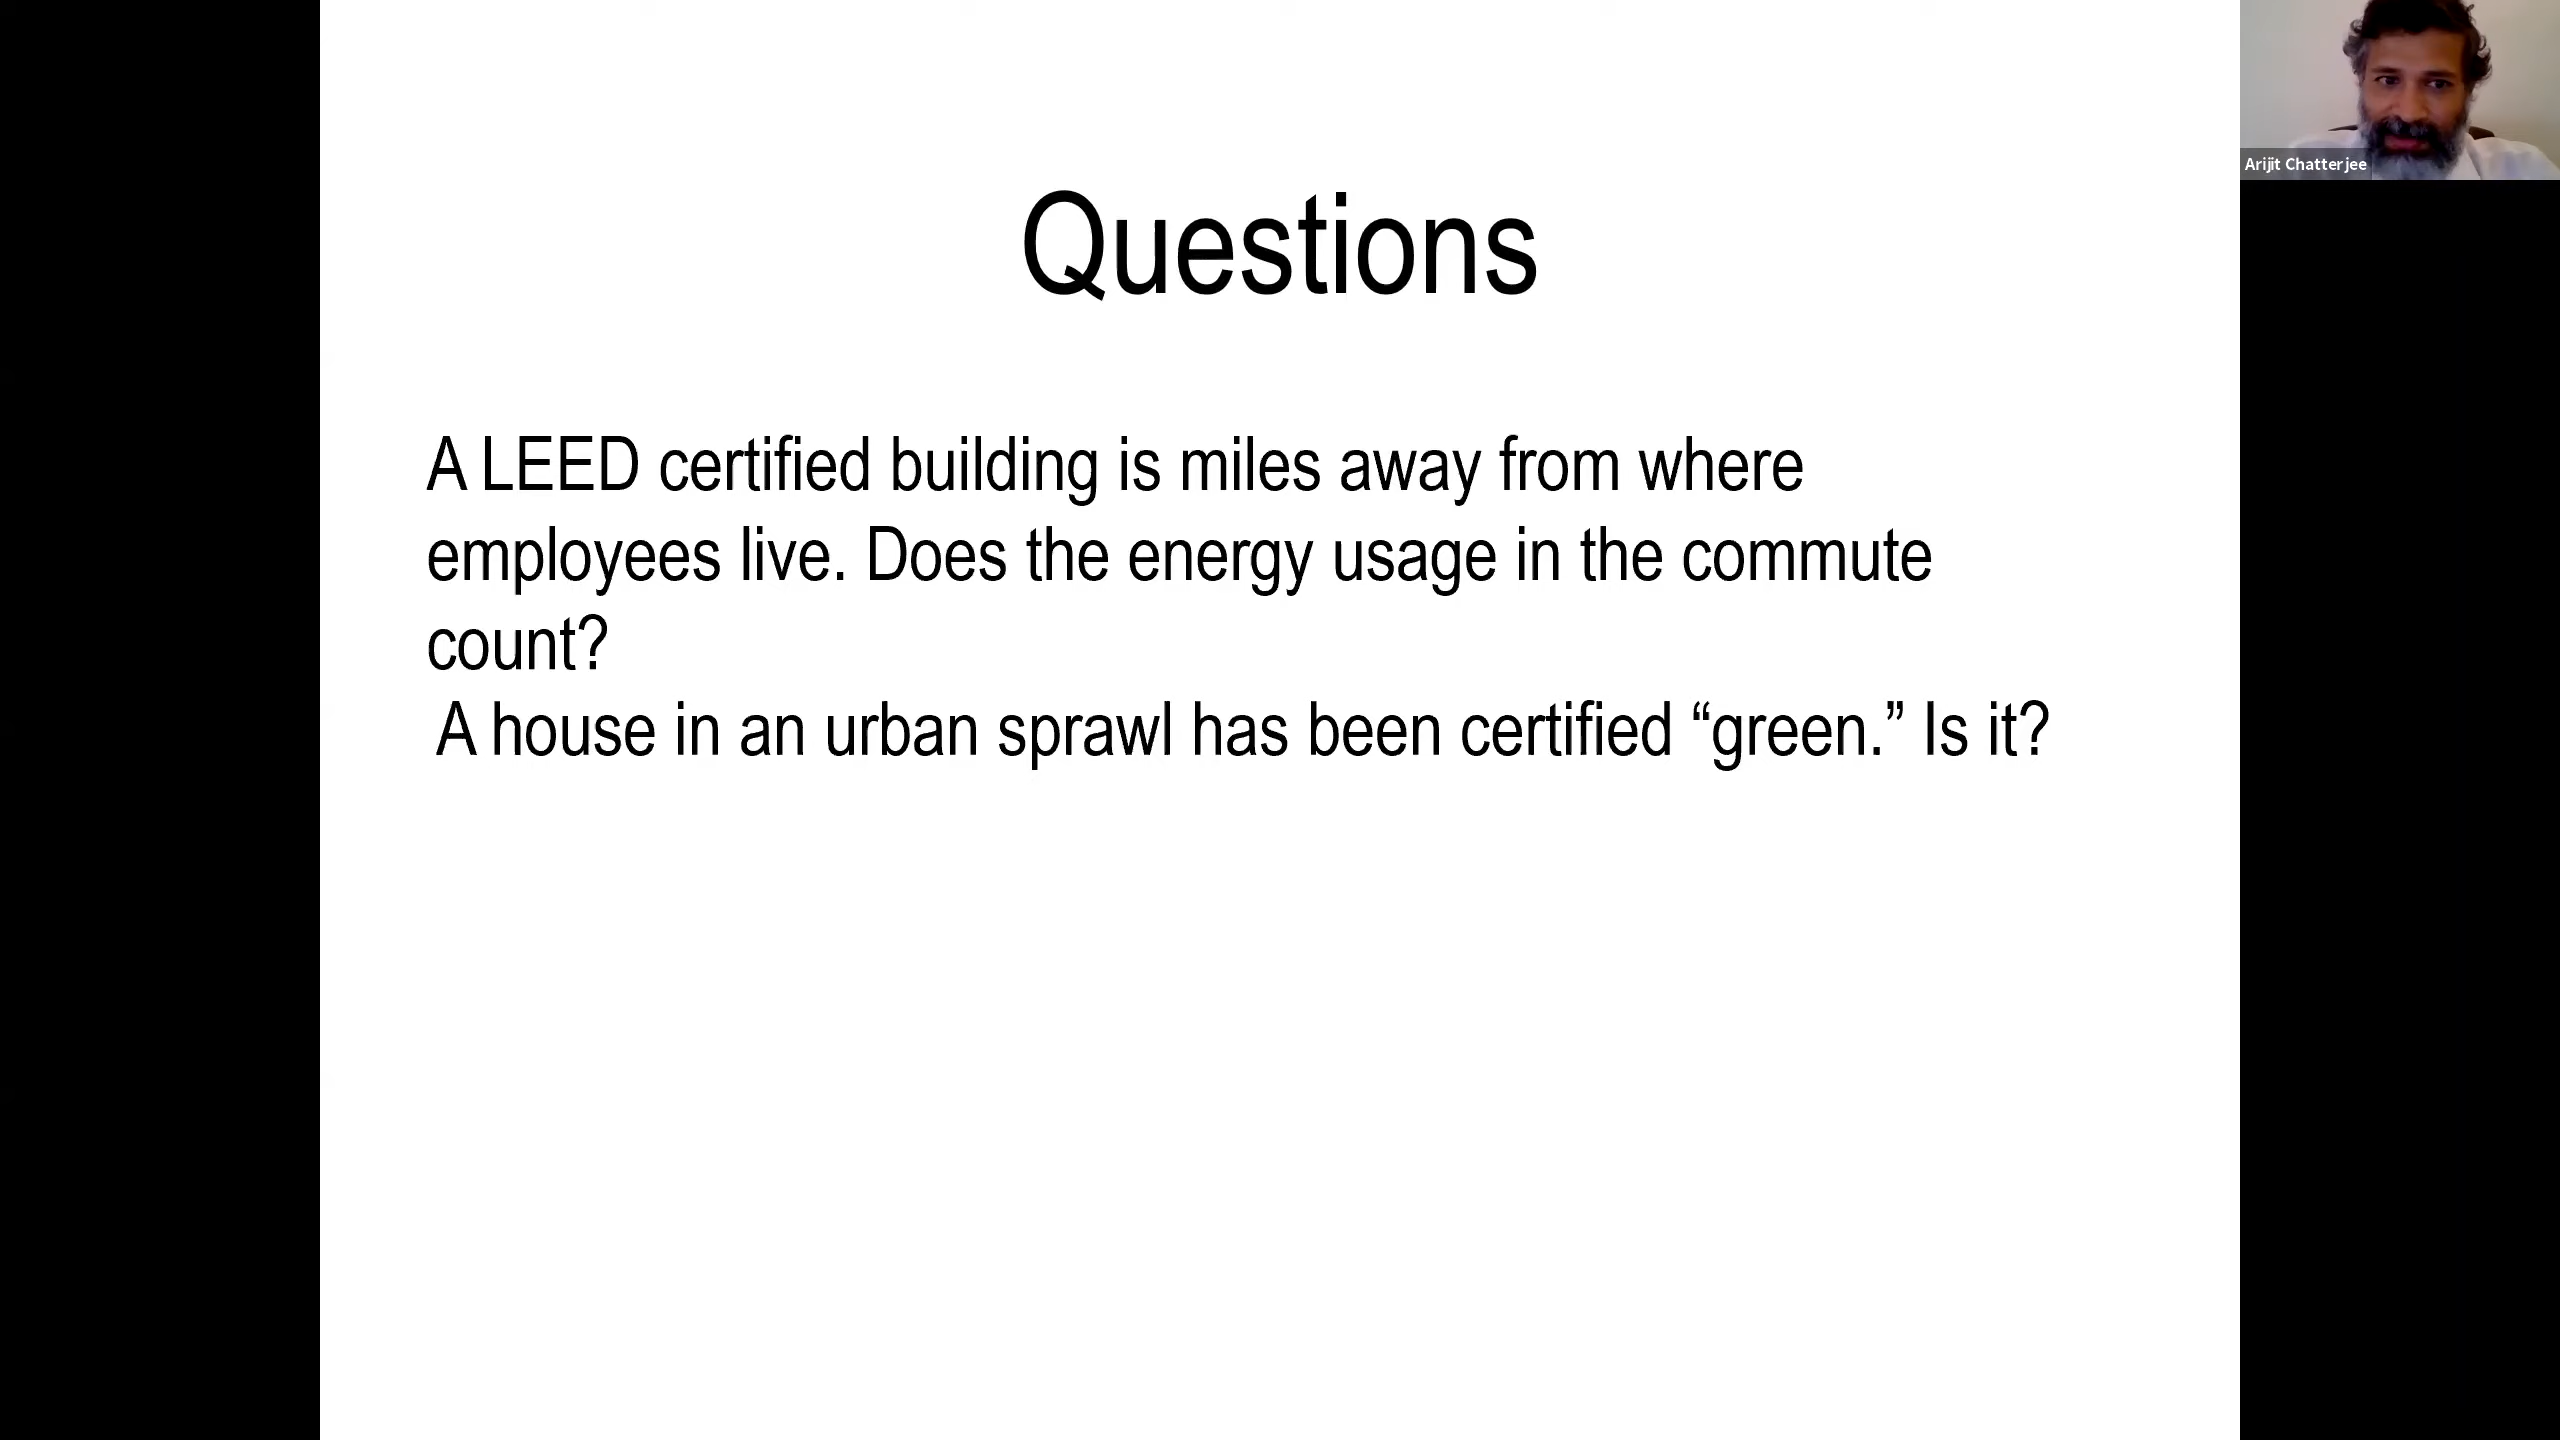 Questions
A LEED certified building is miles away from where
employees live. Does the energy usage in the commute
count?
A house in an urban sprawl has been certified “green.” Is it?
Arijit Chatterjee